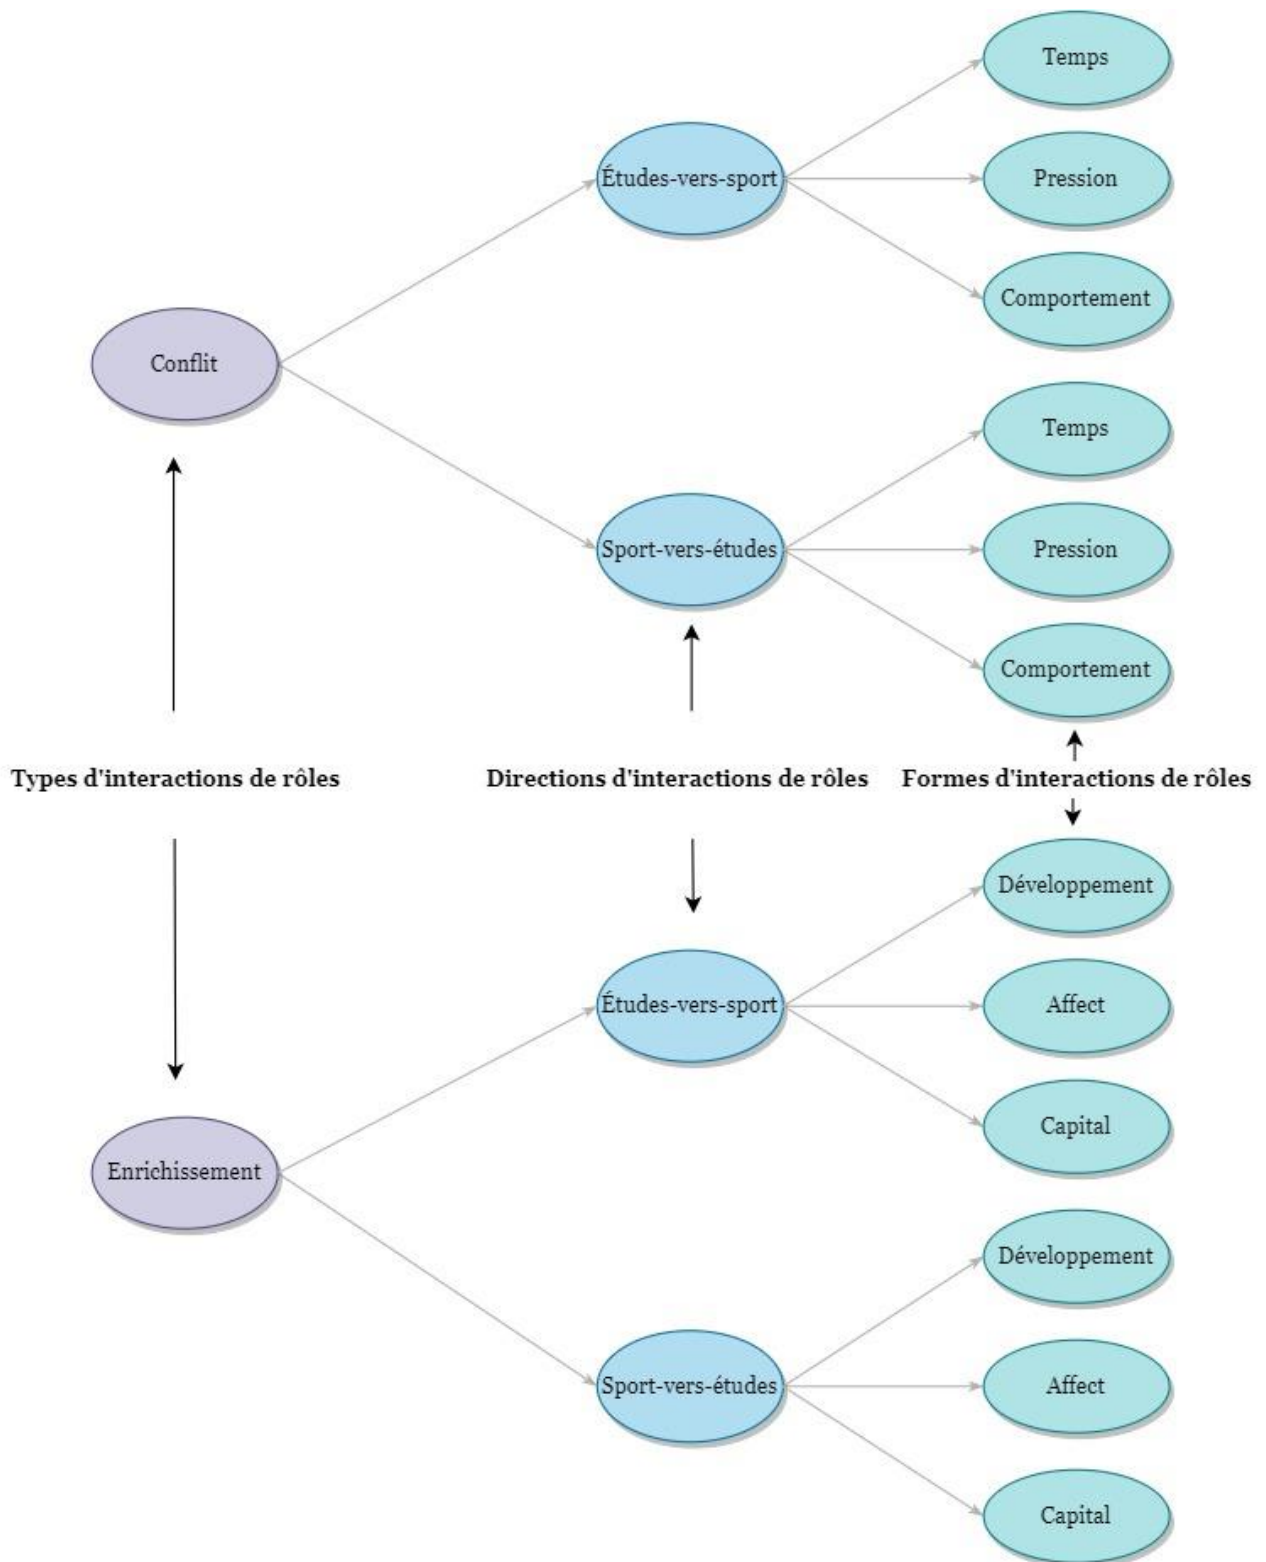 Temps
Études-vers-sport
Pression
Comportement
Conflit
Temps
Sport-vers-études
Pression
Comportement
Types d'interactions de rôles
Directions d'interactions de rôles
Formes d'interactions de rôles
Développement
Études-vers-sport
Affect
Capital
Enrichissement
Développement
Sport-vers-études
Affect
Capital